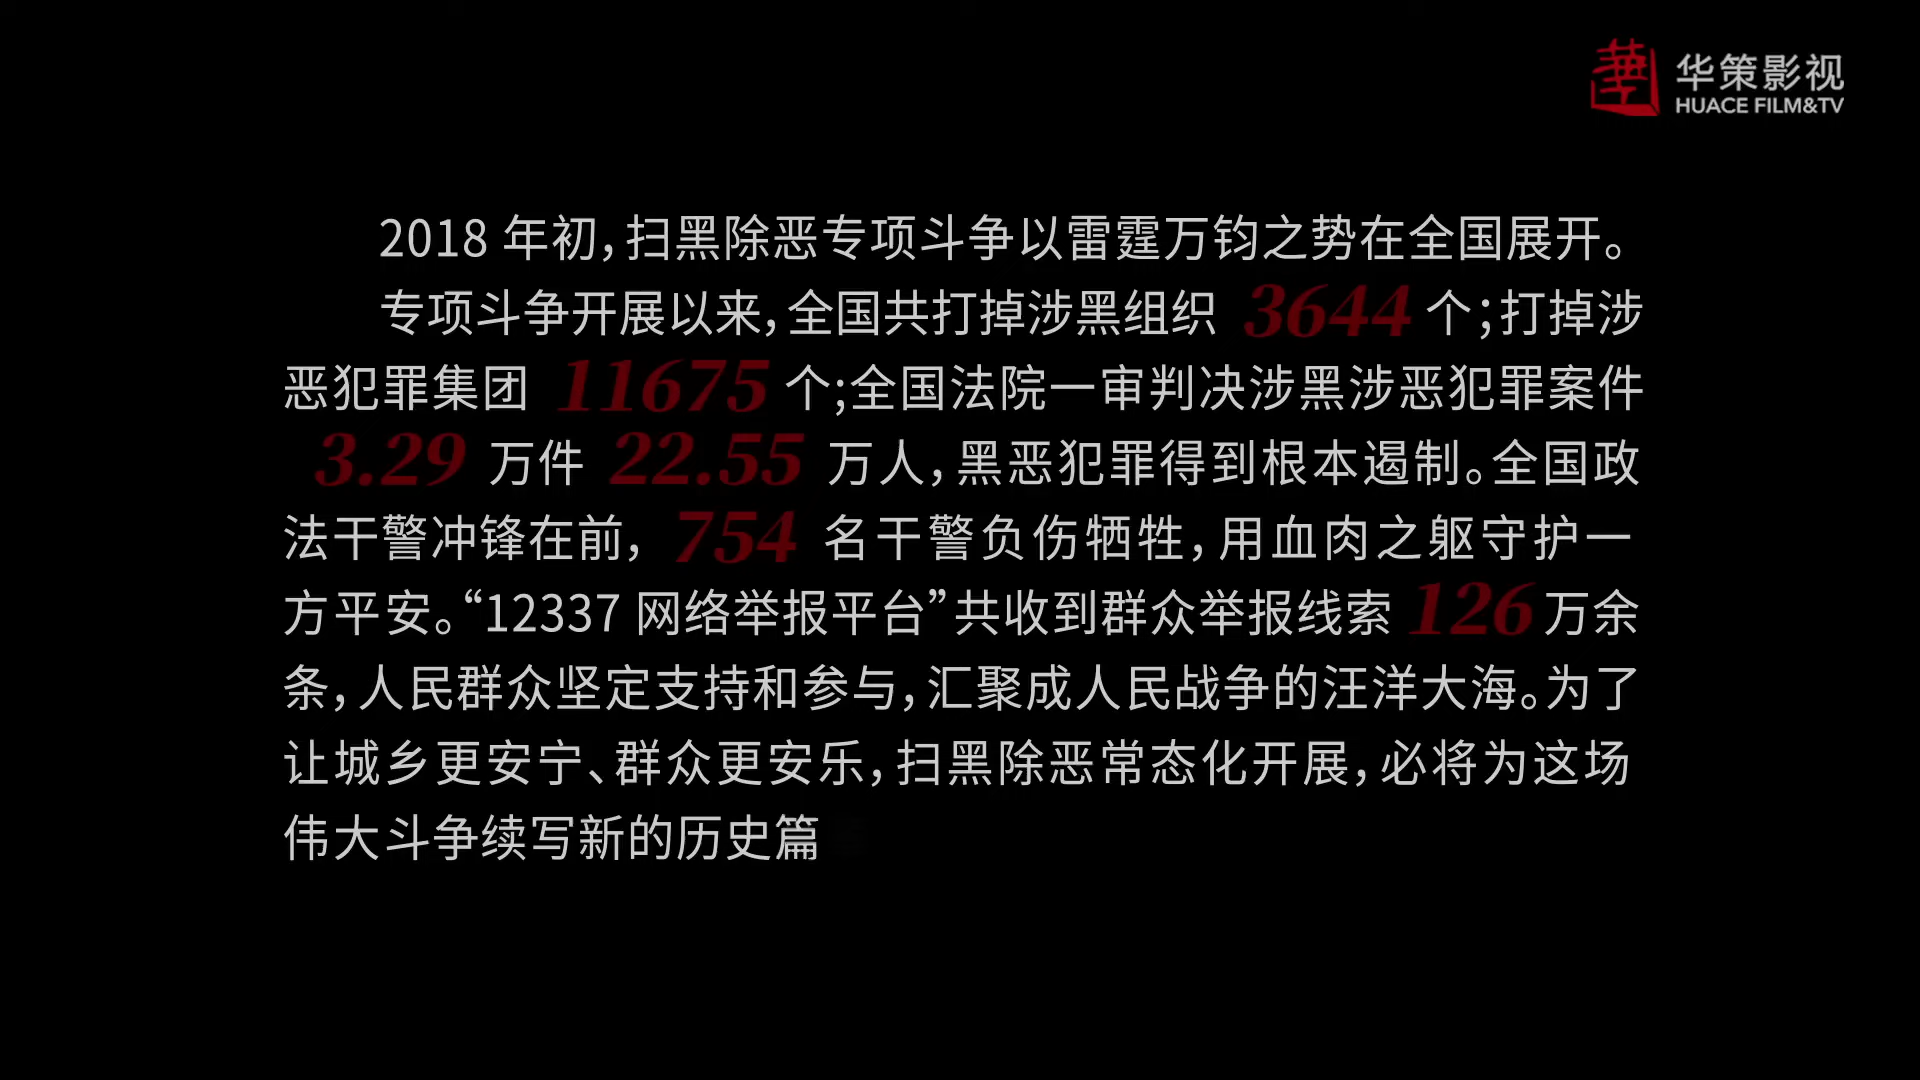 華 华策影视
HUACE FILM&TV
2018 年初，扫黑除恶专项斗争以雷霆万钧之势在全国展开。
专项斗争开展以来，全国共打掉涉黑组织 3644 个；打掉涉
恶犯罪集团 11675 个;全国法院一审判决涉黑涉恶犯罪案件
3.29 万件 22.55 万人，黑恶犯罪得到根本遏制。全国政
法干警冲锋在前， 754 名干警负伤牺牲，用血肉之躯守护一
方平安。“12337 网络举报平台”共收到群众举报线索 126 万余
条，人民群众坚定支持和参与，汇聚成人民战争的汪洋大海。为了
让城乡更安宁、群众更安乐，扫黑除恶常态化开展，必将为这场
伟大斗争续写新的历史篇